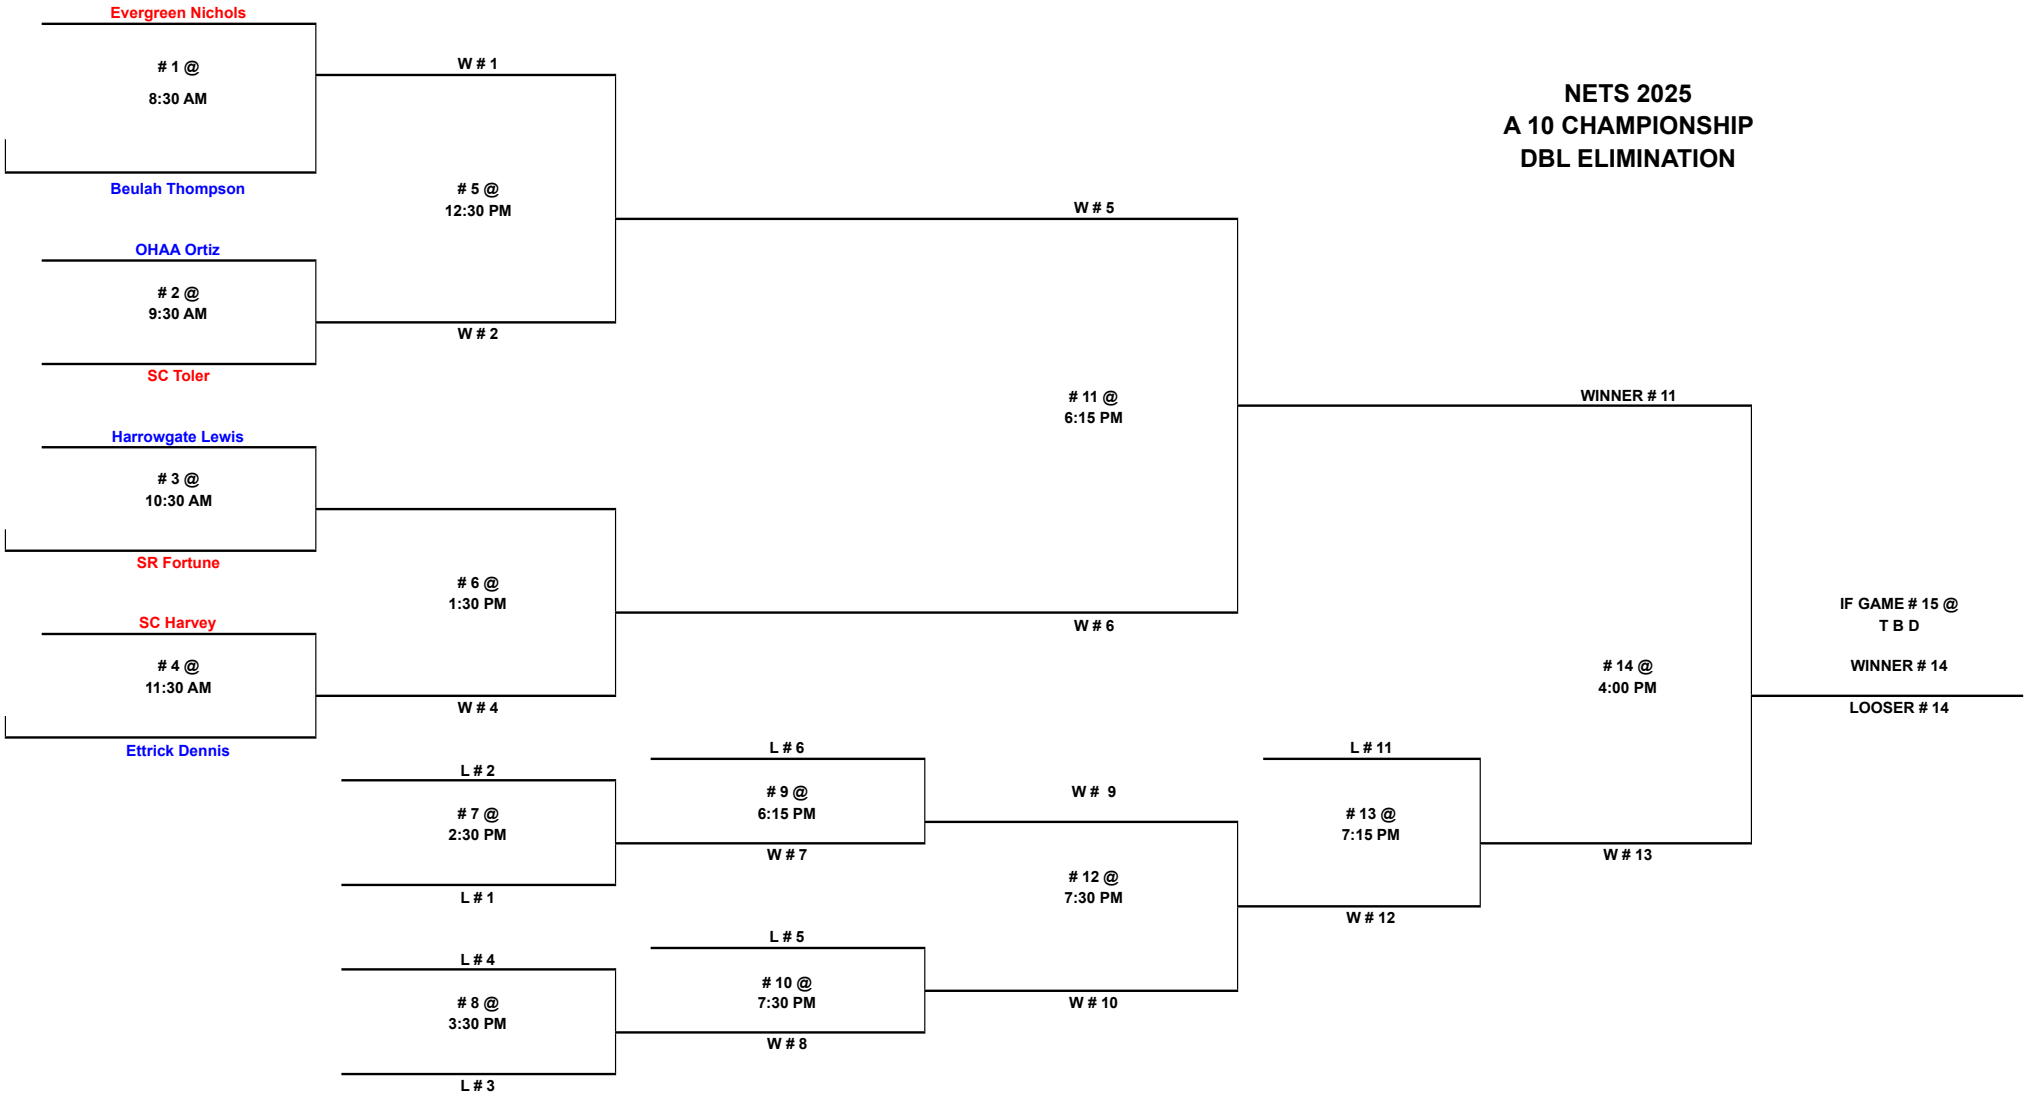 Evergreen Nichols
# 1 @
8:30 AM
Beulah Thompson
W # 1
NETS 2025
A 10 CHAMPIONSHIP
DBL ELIMINATION
# 5 @
12:30 PM
W # 5
OHAA Ortiz
# 2 @
9:30 AM
SC Toler
W # 2
# 11 @
6:15 PM
WINNER # 11
Harrowgate Lewis
# 3 @
10:30 AM
SR Fortune
# 6 @
1:30 PM
W # 6
IF GAME # 15 @
T B D
WINNER # 14
LOOSER # 14
SC Harvey
# 4 @
11:30 AM
Ettrick Dennis
W # 4
# 14 @
4:00 PM
L # 2
# 7 @
2:30 PM
L # 1
L # 6
# 9 @
6:15 PM
W # 7
W #  9
# 12 @
7:30 PM
L # 11
# 13 @
7:15 PM
W # 13
W # 12
L # 4
# 8 @
3:30 PM
L # 3
L # 5
# 10 @
7:30 PM
W # 8
W # 10